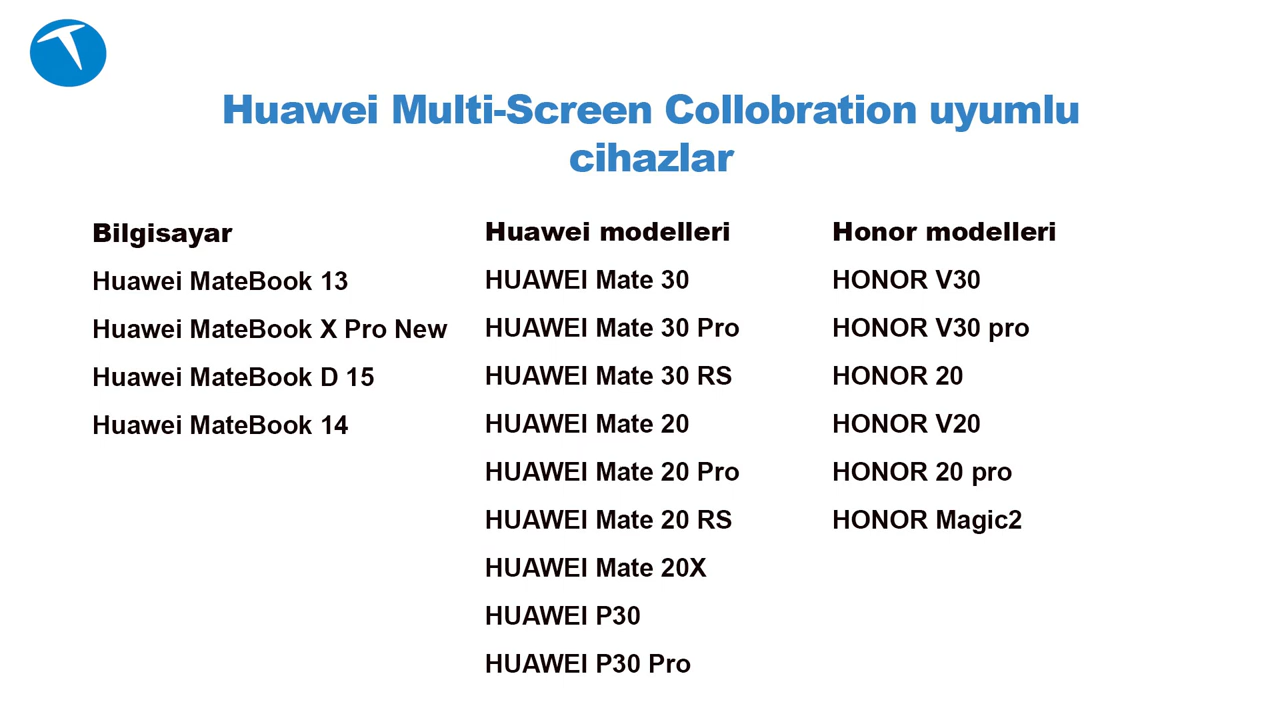 Huawei Multi-Screen Collobration uyumlu
cihazlar
Bilgisayar
Huawei MateBook 13
Huawei MateBook X Pro New
Huawei MateBook D 15
Huawei MateBook 14
Huawei modelleri
HUAWEI Mate 30
HUAWEI Mate 30 Pro
HUAWEI Mate 30 RS
HUAWEI Mate 20
HUAWEI Mate 20 Pro
HUAWEI Mate 20 RS
HUAWEI Mate 20X
HUAWEI P30
HUAWEI P30 Pro
Honor modelleri
HONOR V30
HONOR V30 pro
HONOR 20
HONOR V20
HONOR 20 pro
HONOR Magic2